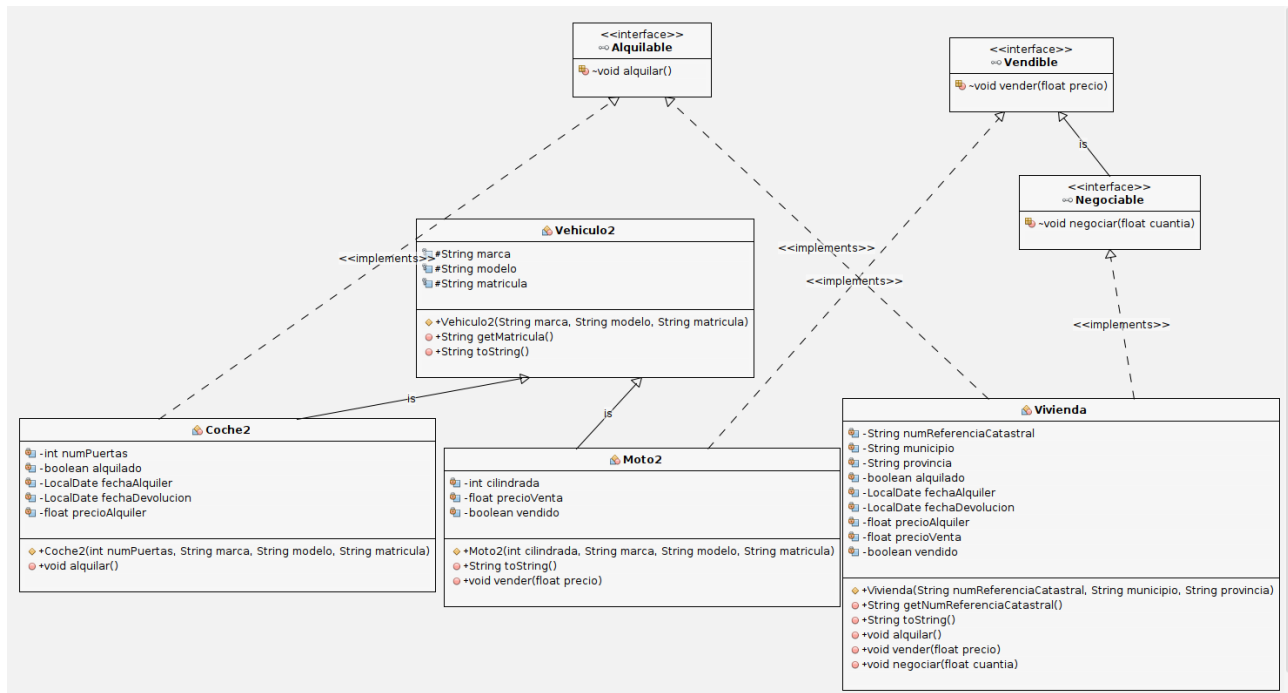 <<interface>>
Alquilable
~void alquilar()
<<interface>>
Vendible
~void vender(float precio)
is
<<interface>>
Negociable
~void negociar(float cuantia)
Vehiculo2
#String marca
#String modelo
#String matricula
+Vehiculo2(String marca, String modelo, String matricula)
+String getMatricula()
+String toString()
<<implements>>
<<implements>>
<<implements>>
<<implements>>
is
is
Coche2
-int numPuertas
-boolean alquilado
-LocalDate fechaAlquiler
-LocalDate fechaDevolucion
-float precioAlquiler
+Coche2(int numPuertas, String marca, String modelo, String matricula)
+void alquilar()
Moto2
-int cilindrada
-float precioVenta
-boolean vendido
+Moto2(int cilindrada, String marca, String modelo, String matricula)
+String toString()
+void vender(float precio)
Vivienda
-String numReferenciaCatastral
-String municipio
-String provincia
-boolean alquilado
-LocalDate fechaAlquiler
-LocalDate fechaDevolucion
-float precioAlquiler
-float precioVenta
-boolean vendido
+Vivienda(String numReferenciaCatastral, String municipio, String provincia)
+String getNumReferenciaCatastral()
+String toString()
+void alquilar()
+void vender(float precio)
+void negociar(float cuantia)